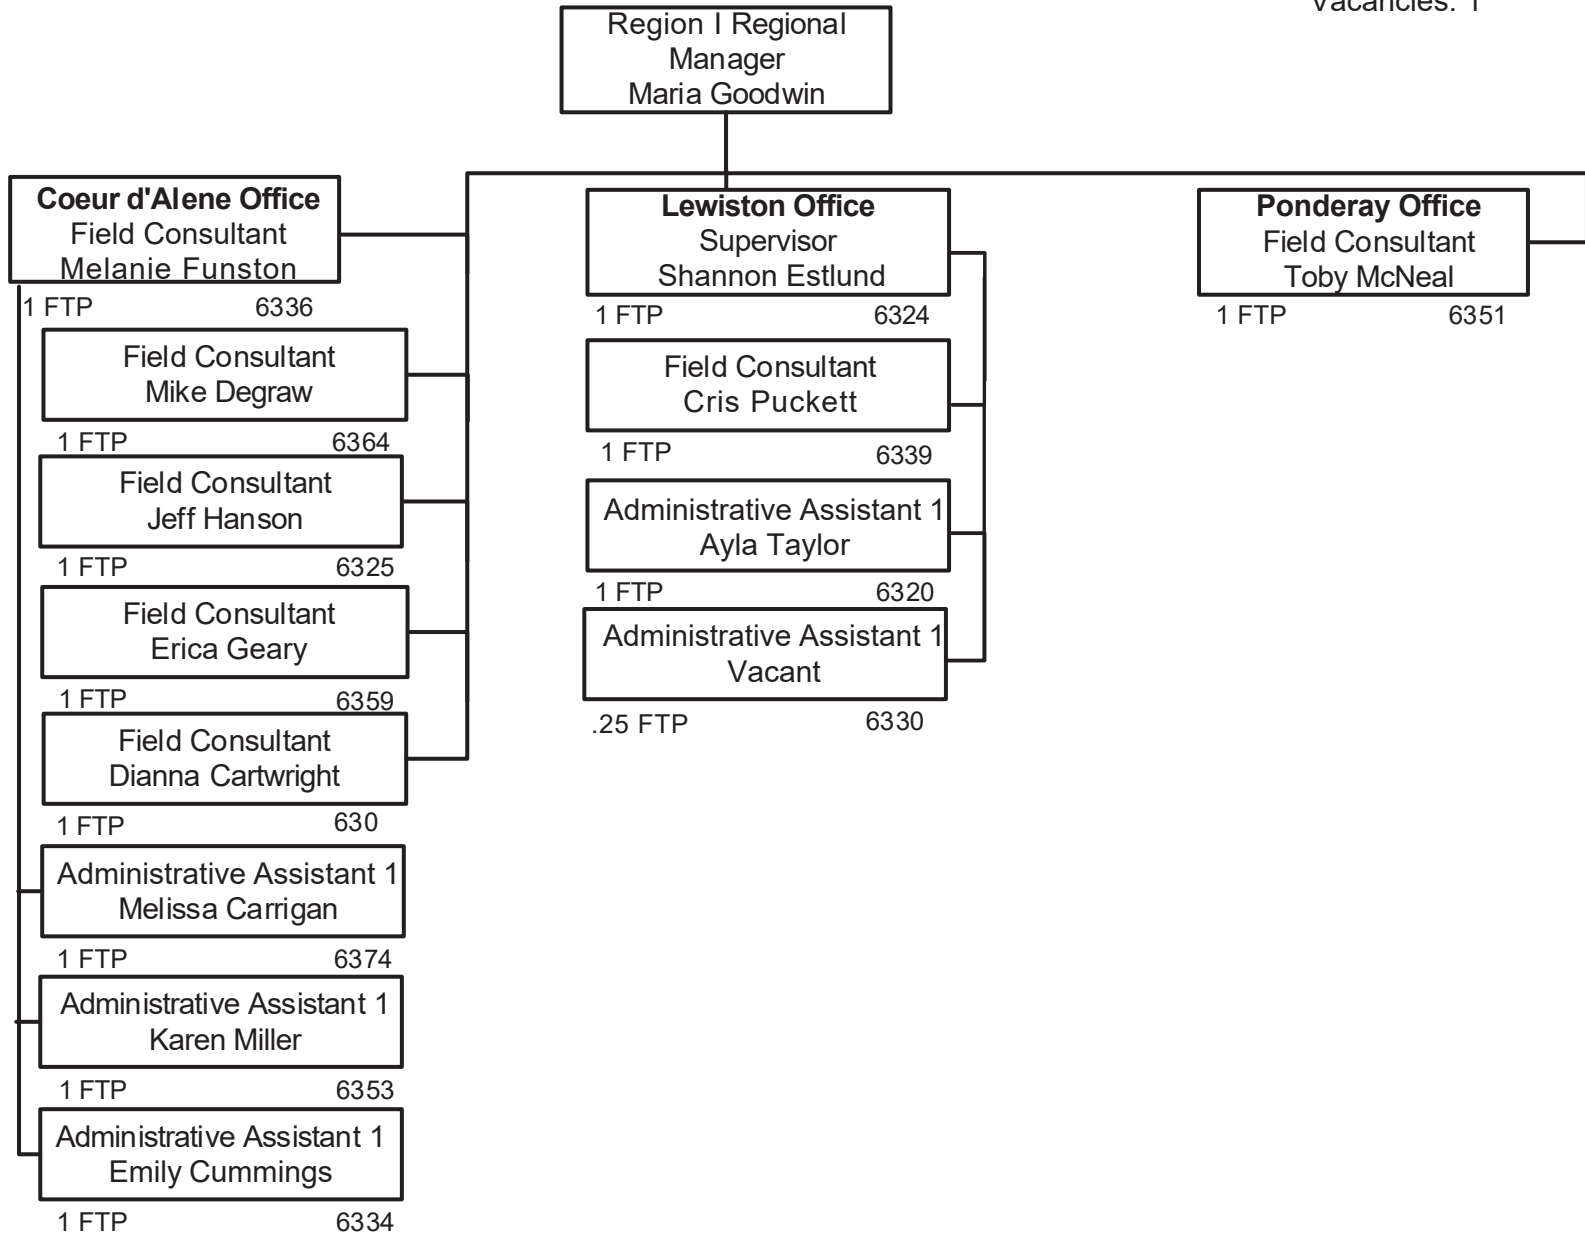 Vacancies: 1
Region I Regional
Manager
Maria Goodwin
Coeur d'Alene Office
Field Consultant
Melanie Funston
1 FTP 6336
Field Consultant
Mike Degraw
1 FTP 6364
Field Consultant
Jeff Hanson
1 FTP 6325
Field Consultant
Erica Geary
1 FTP 6359
Field Consultant
Dianna Cartwright
1 FTP 630
Administrative Assistant 1
Melissa Carrigan
1 FTP 6374
Administrative Assistant 1
Karen Miller
1 FTP 6353
Administrative Assistant 1
Emily Cummings
1 FTP 6334
Lewiston Office
Supervisor
Shannon Estlund
1 FTP 6324
Field Consultant
Cris Puckett
1 FTP 6339
Administrative Assistant 1
Ayla Taylor
1 FTP 6320
Administrative Assistant 1
Vacant
.25 FTP 6330
Ponderay Office
Field Consultant
Toby McNeal
1 FTP 6351